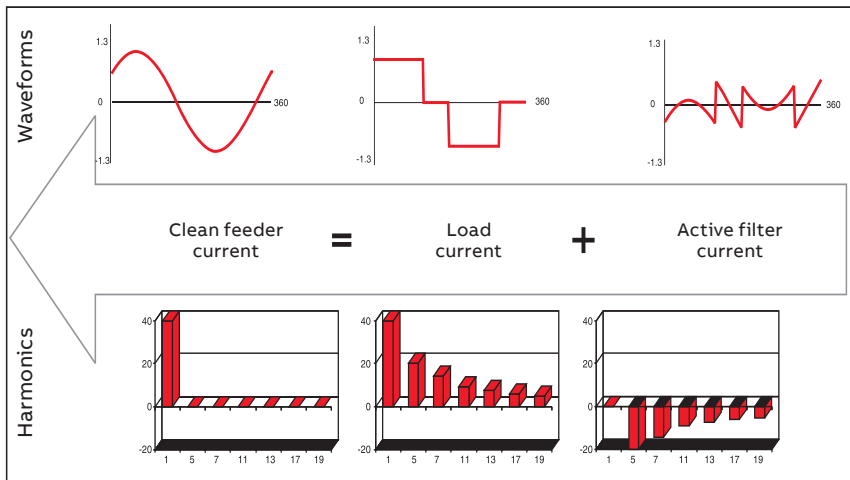 Waveforms
1.3
0
-1.3
360
1.3
0
-1.3
360
1.3
0
-1.3
360
Clean feeder
current
=
Load
current
+
Active filter
current
Harmonics
40
20
0
-20
1 5 7 11 13 17 19
40
20
0
-20
1 5 7 11 13 17 19
40
20
0
-20
1 5 7 11 13 17 19